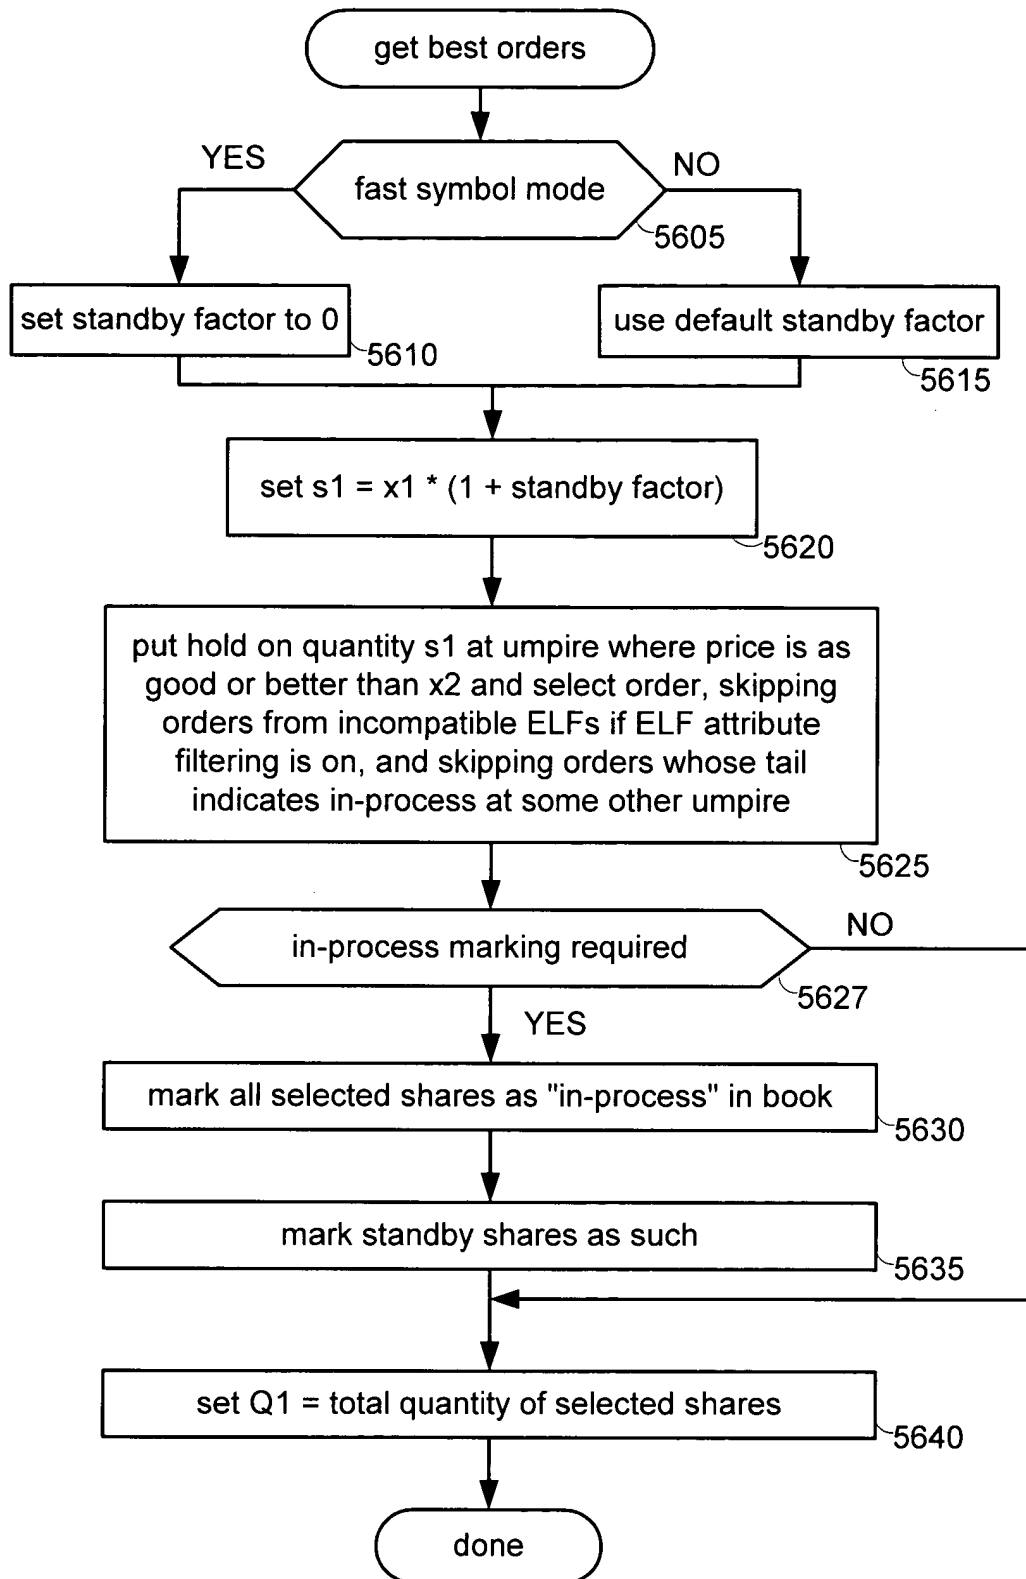 get best orders
YES
NO
fast symbol mode
5605
set standby factor to 0
5610
use default standby factor
5615
set s1 = x1 * (1 + standby factor)
5620
put hold on quantity s1 at umpire where price is as
good or better than x2 and select order, skipping
orders from incompatible ELFs if ELF attribute
filtering is on, and skipping orders whose tail
indicates in-process at some other umpire
5625
in-process marking required
NO
5627
YES
mark all selected shares as "in-process" in book
5630
mark standby shares as such
5635
set Q1 = total quantity of selected shares
5640
done